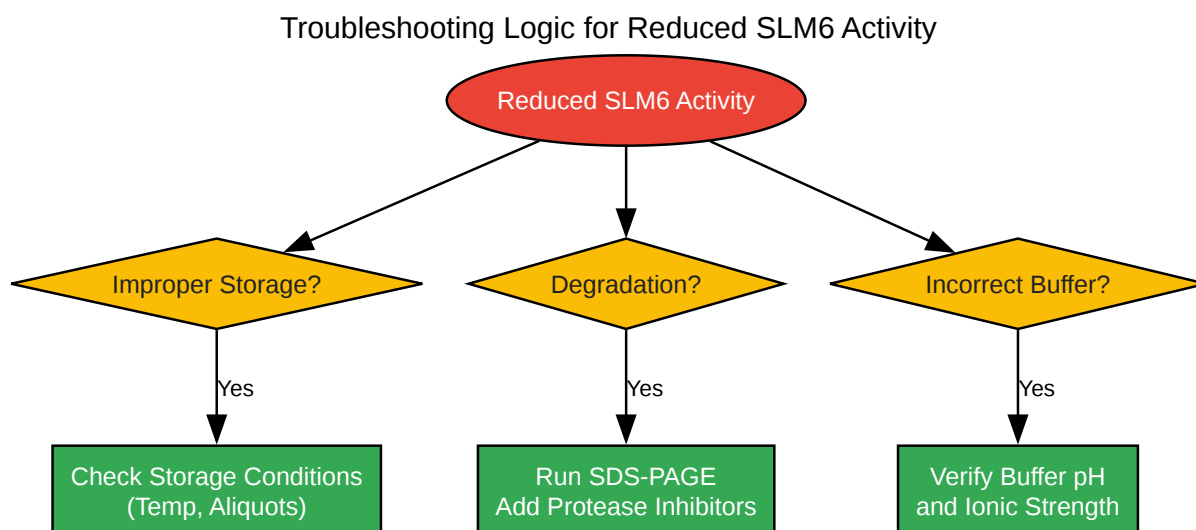 Troubleshooting Logic for Reduced SLM6 Activity
Reduced SLM6 Activity
Improper Storage?
Degradation?
Incorrect Buffer?
Yes
Yes
Yes
Check Storage Conditions
(Temp, Aliquots)
Run SDS-PAGE
Add Protease Inhibitors
Verify Buffer pH
and Ionic Strength